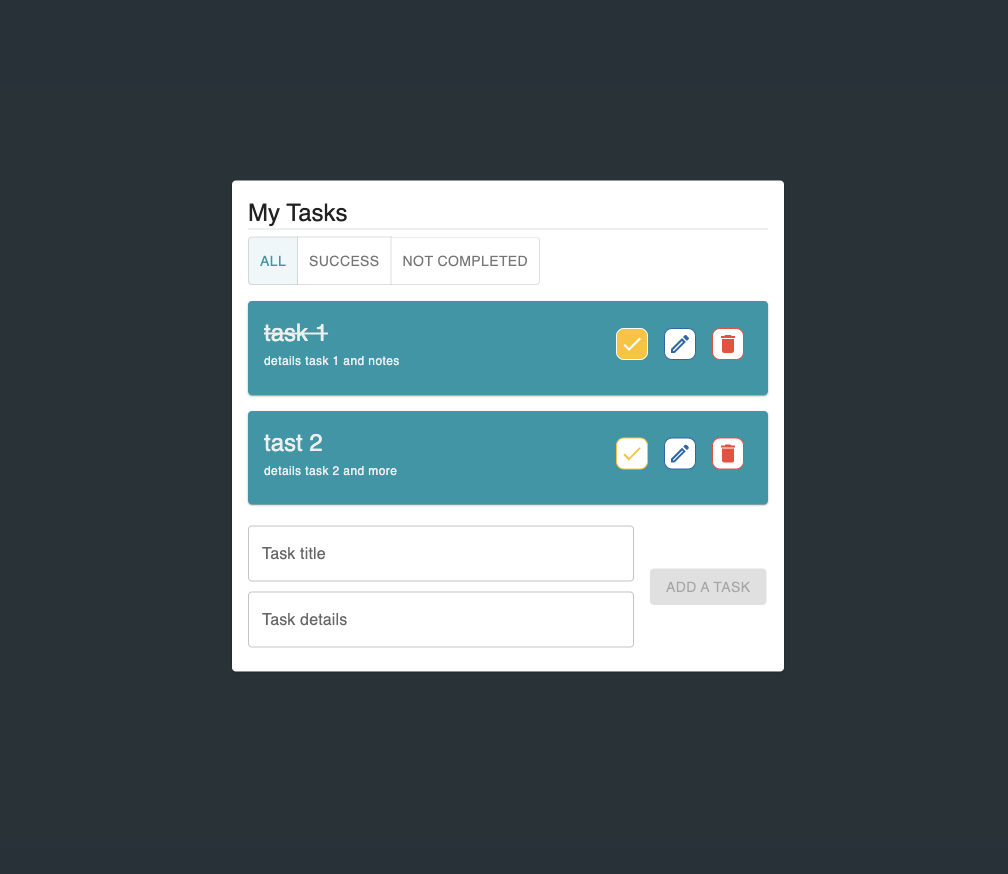 My Tasks
ALL SUCCESS NOT COMPLETED
task 1
details task 1 and notes
tast 2
details task 2 and more
Task title
ADD A TASK
Task details